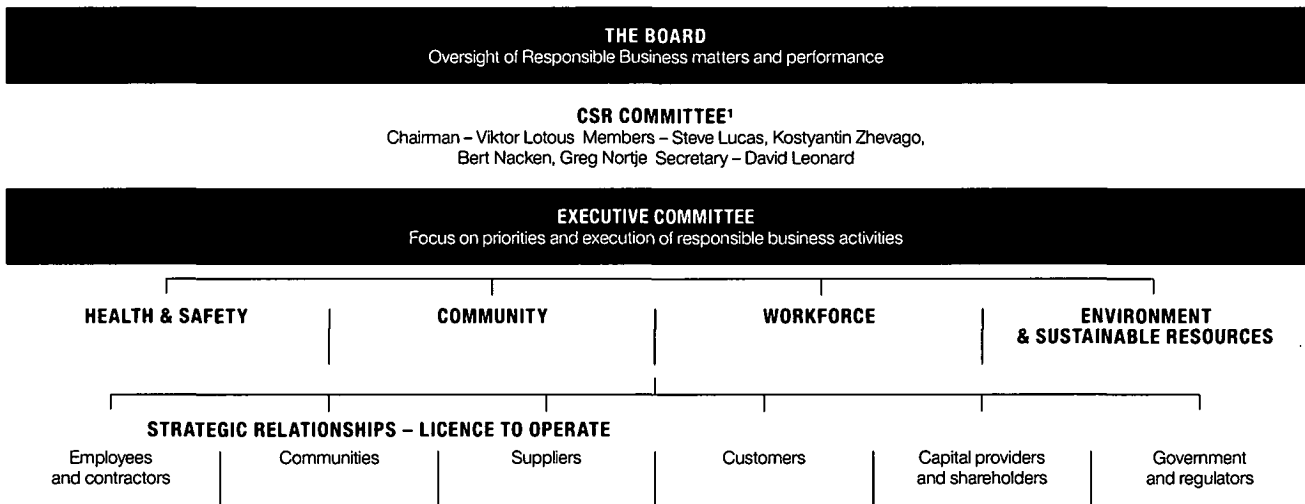 THE BOARD
Oversight of Responsible Business matters and performance
CSR COMMITTEE¹
Chairman – Viktor Lotous Members – Steve Lucas, Kostyantin Zhevago,
Bert Nacken, Greg Nortje Secretary – David Leonard
EXECUTIVE COMMITTEE
Focus on priorities and execution of responsible business activities
HEALTH & SAFETY
COMMUNITY
WORKFORCE
ENVIRONMENT
& SUSTAINABLE RESOURCES
STRATEGIC RELATIONSHIPS – LICENCE TO OPERATE
Employees
and contractors
Communities
Suppliers
Customers
Capital providers
and shareholders
Government
and regulators